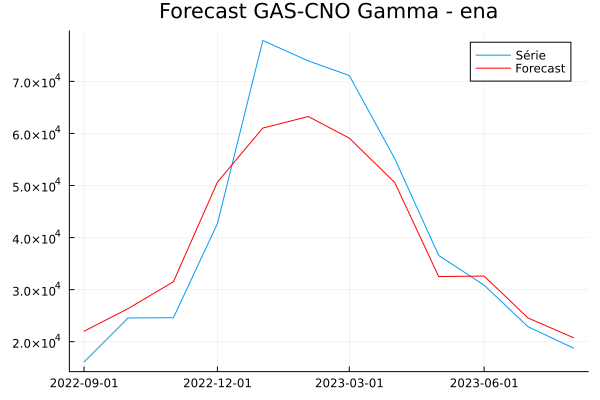 Forecast GAS-CNO Gamma - ena
Série
Forecast
7.0×10⁴
6.0×10⁴
5.0×10⁴
4.0×10⁴
3.0×10⁴
2.0×10⁴
2022-09-01 2022-12-01 2023-03-01 2023-06-01